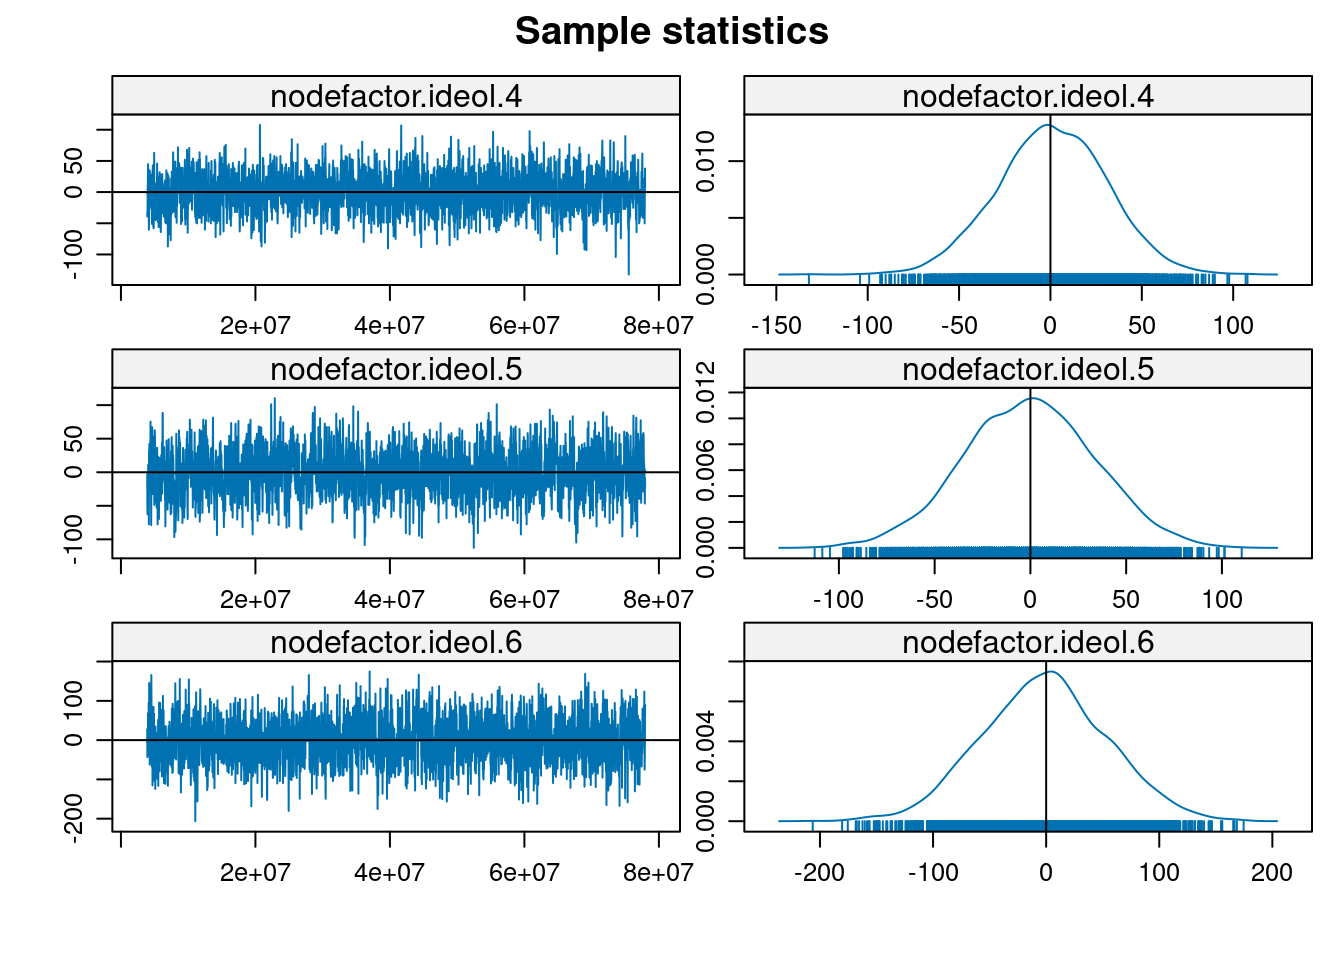 Sample statistics
nodefactor.ideol.4
nodefactor.ideol.4
50
0
-100
2e+07 4e+07 6e+07 8e+07
0.010
0.000
-150 -100 -50 0 50 100
nodefactor.ideol.5
nodefactor.ideol.5
50
0
-100
2e+07 4e+07 6e+07 8e+07
0.012
0.006
0.000
-100 -50 0 50 100
nodefactor.ideol.6
nodefactor.ideol.6
100
0
-200
2e+07 4e+07 6e+07 8e+07
0.004
0.000
-200 -100 0 100 200